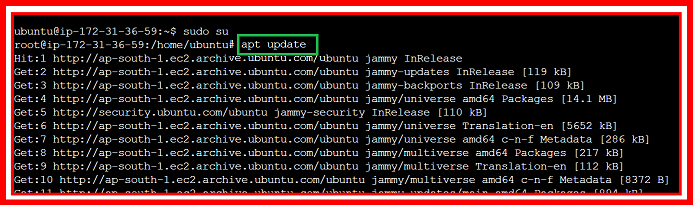 ubuntu@ip-172-31-36-59:~$ sudo su
root@ip-172-31-36-59:/home/ubuntu# apt update
Hit:1 http://ap-south-1.ec2.archive.ubuntu.com/ubuntu jammy InRelease
Get:2 http://ap-south-1.ec2.archive.ubuntu.com/ubuntu jammy-updates InRelease [119 kB]
Get:3 http://ap-south-1.ec2.archive.ubuntu.com/ubuntu jammy-backports InRelease [109 kB]
Get:4 http://ap-south-1.ec2.archive.ubuntu.com/ubuntu jammy/universe amd64 Packages [14.1 MB]
Get:5 http://security.ubuntu.com/ubuntu jammy-security InRelease [110 kB]
Get:6 http://ap-south-1.ec2.archive.ubuntu.com/ubuntu jammy/universe Translation-en [5652 kB]
Get:7 http://ap-south-1.ec2.archive.ubuntu.com/ubuntu jammy/universe amd64 c-n-f Metadata [286 kB]
Get:8 http://ap-south-1.ec2.archive.ubuntu.com/ubuntu jammy/multiverse amd64 Packages [217 kB]
Get:9 http://ap-south-1.ec2.archive.ubuntu.com/ubuntu jammy/multiverse Translation-en [112 kB]
Get:10 http://ap-south-1.ec2.archive.ubuntu.com/ubuntu jammy/multiverse amd64 c-n-f Metadata [8372 B]
Get:11 http://ap-south-1.ec2.archive.ubuntu.com/ubuntu jammy-updates/main amd64 Packages